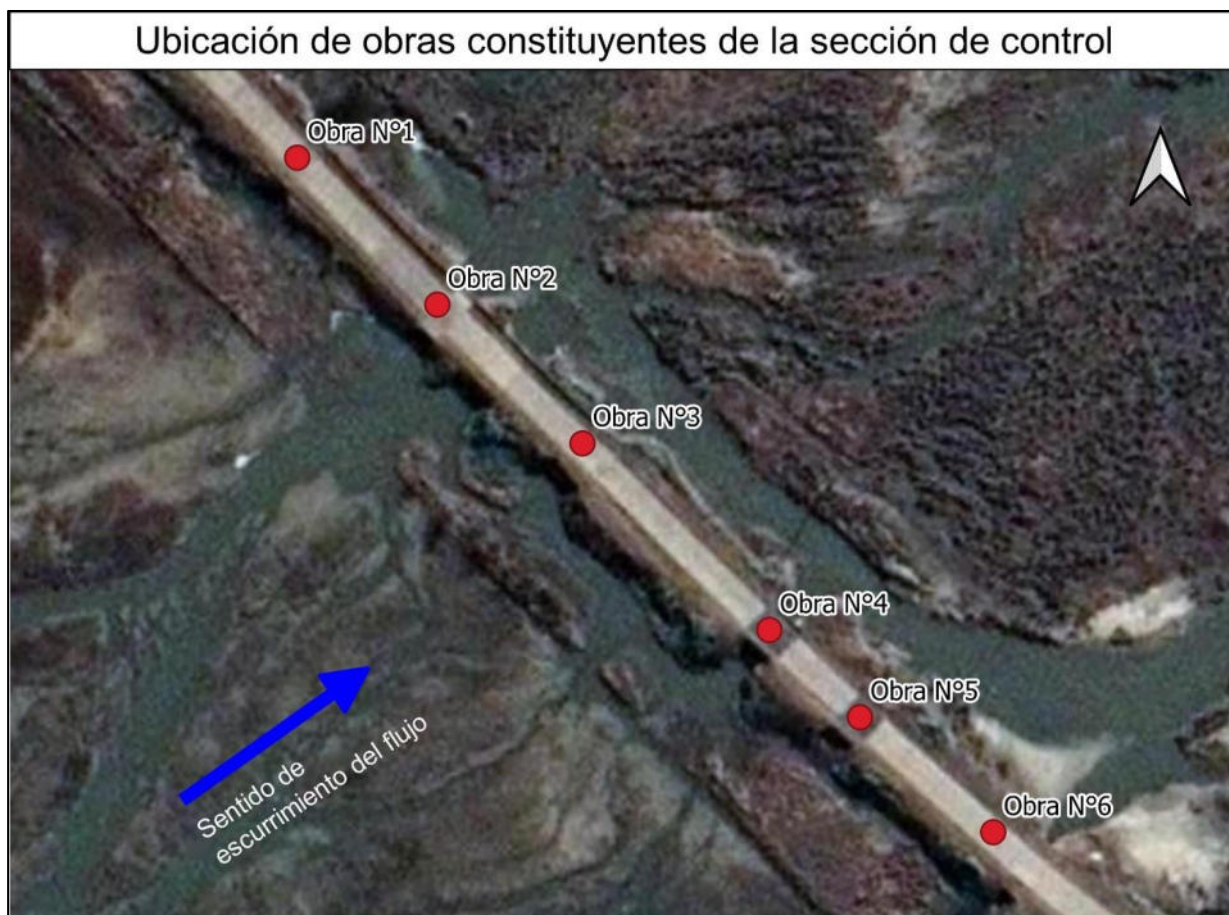 Ubicación de obras constituyentes de la sección de control
Obra N°1
Obra N°2
Obra N°3
Obra N°4
Obra N°5
Obra N°6
Sentido de
escurrimiento del flujo